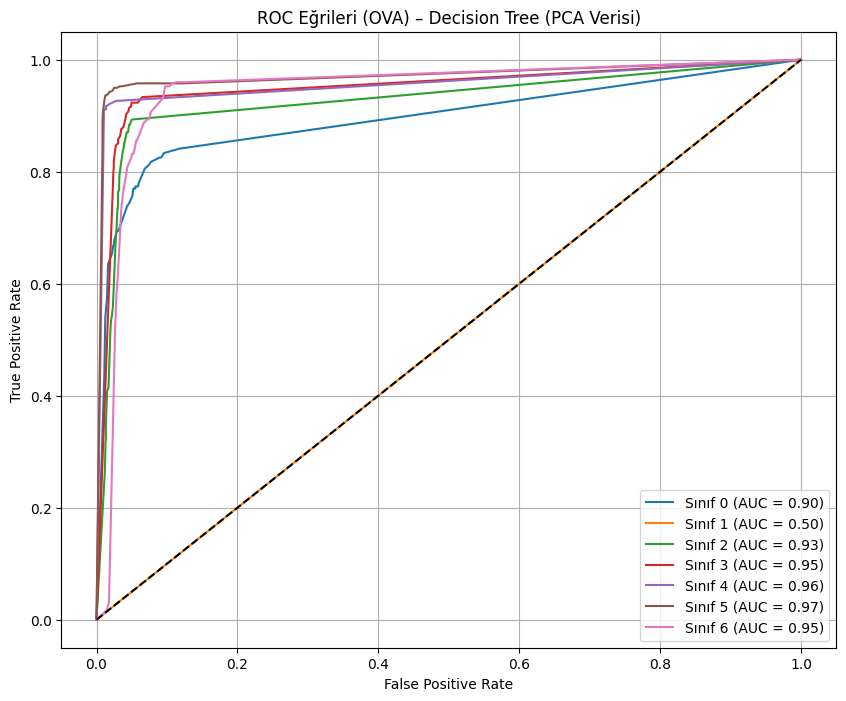 ROC Eğrileri (OVA) – Decision Tree (PCA Verisi)
True Positive Rate
1.0
0.8
0.6
0.4
0.2
0.0
0.0 0.2 0.4 0.6 0.8 1.0
False Positive Rate
Sınıf 0 (AUC = 0.90)
Sınıf 1 (AUC = 0.50)
Sınıf 2 (AUC = 0.93)
Sınıf 3 (AUC = 0.95)
Sınıf 4 (AUC = 0.96)
Sınıf 5 (AUC = 0.97)
Sınıf 6 (AUC = 0.95)